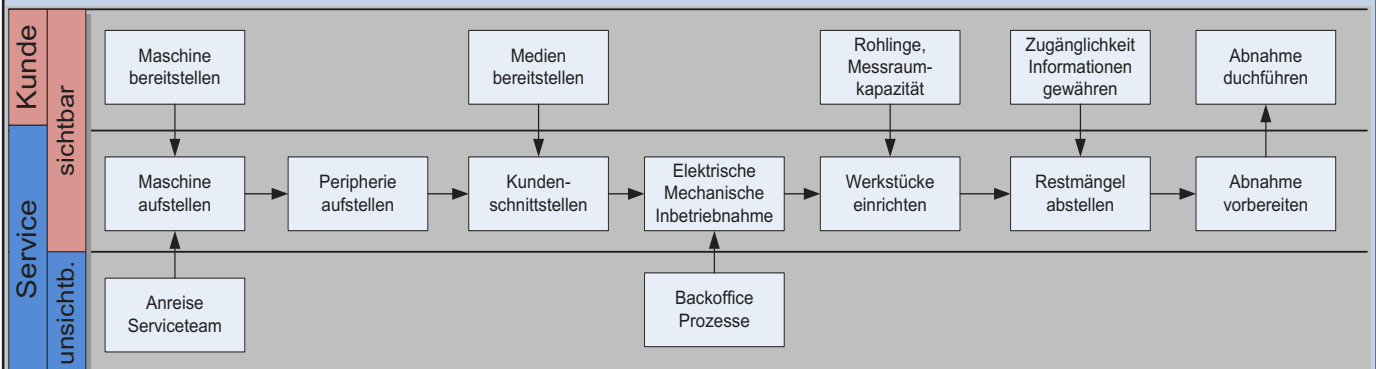 Kunde
Service
sichtbar
unsichtb.
Maschine
bereitstellen
Medien
bereitstellen
Rohlinge,
Messraum-
kapazität
Zugänglichkeit
Informationen
gewähren
Abnahme
duchführen
Maschine
aufstellen
Peripherie
aufstellen
Kunden-
schnittstellen
Elektrische
Mechanische
Inbetriebnahme
Werkstücke
einrichten
Restmängel
abstellen
Abnahme
vorbereiten
Anreise
Serviceteam
Backoffice
Prozesse